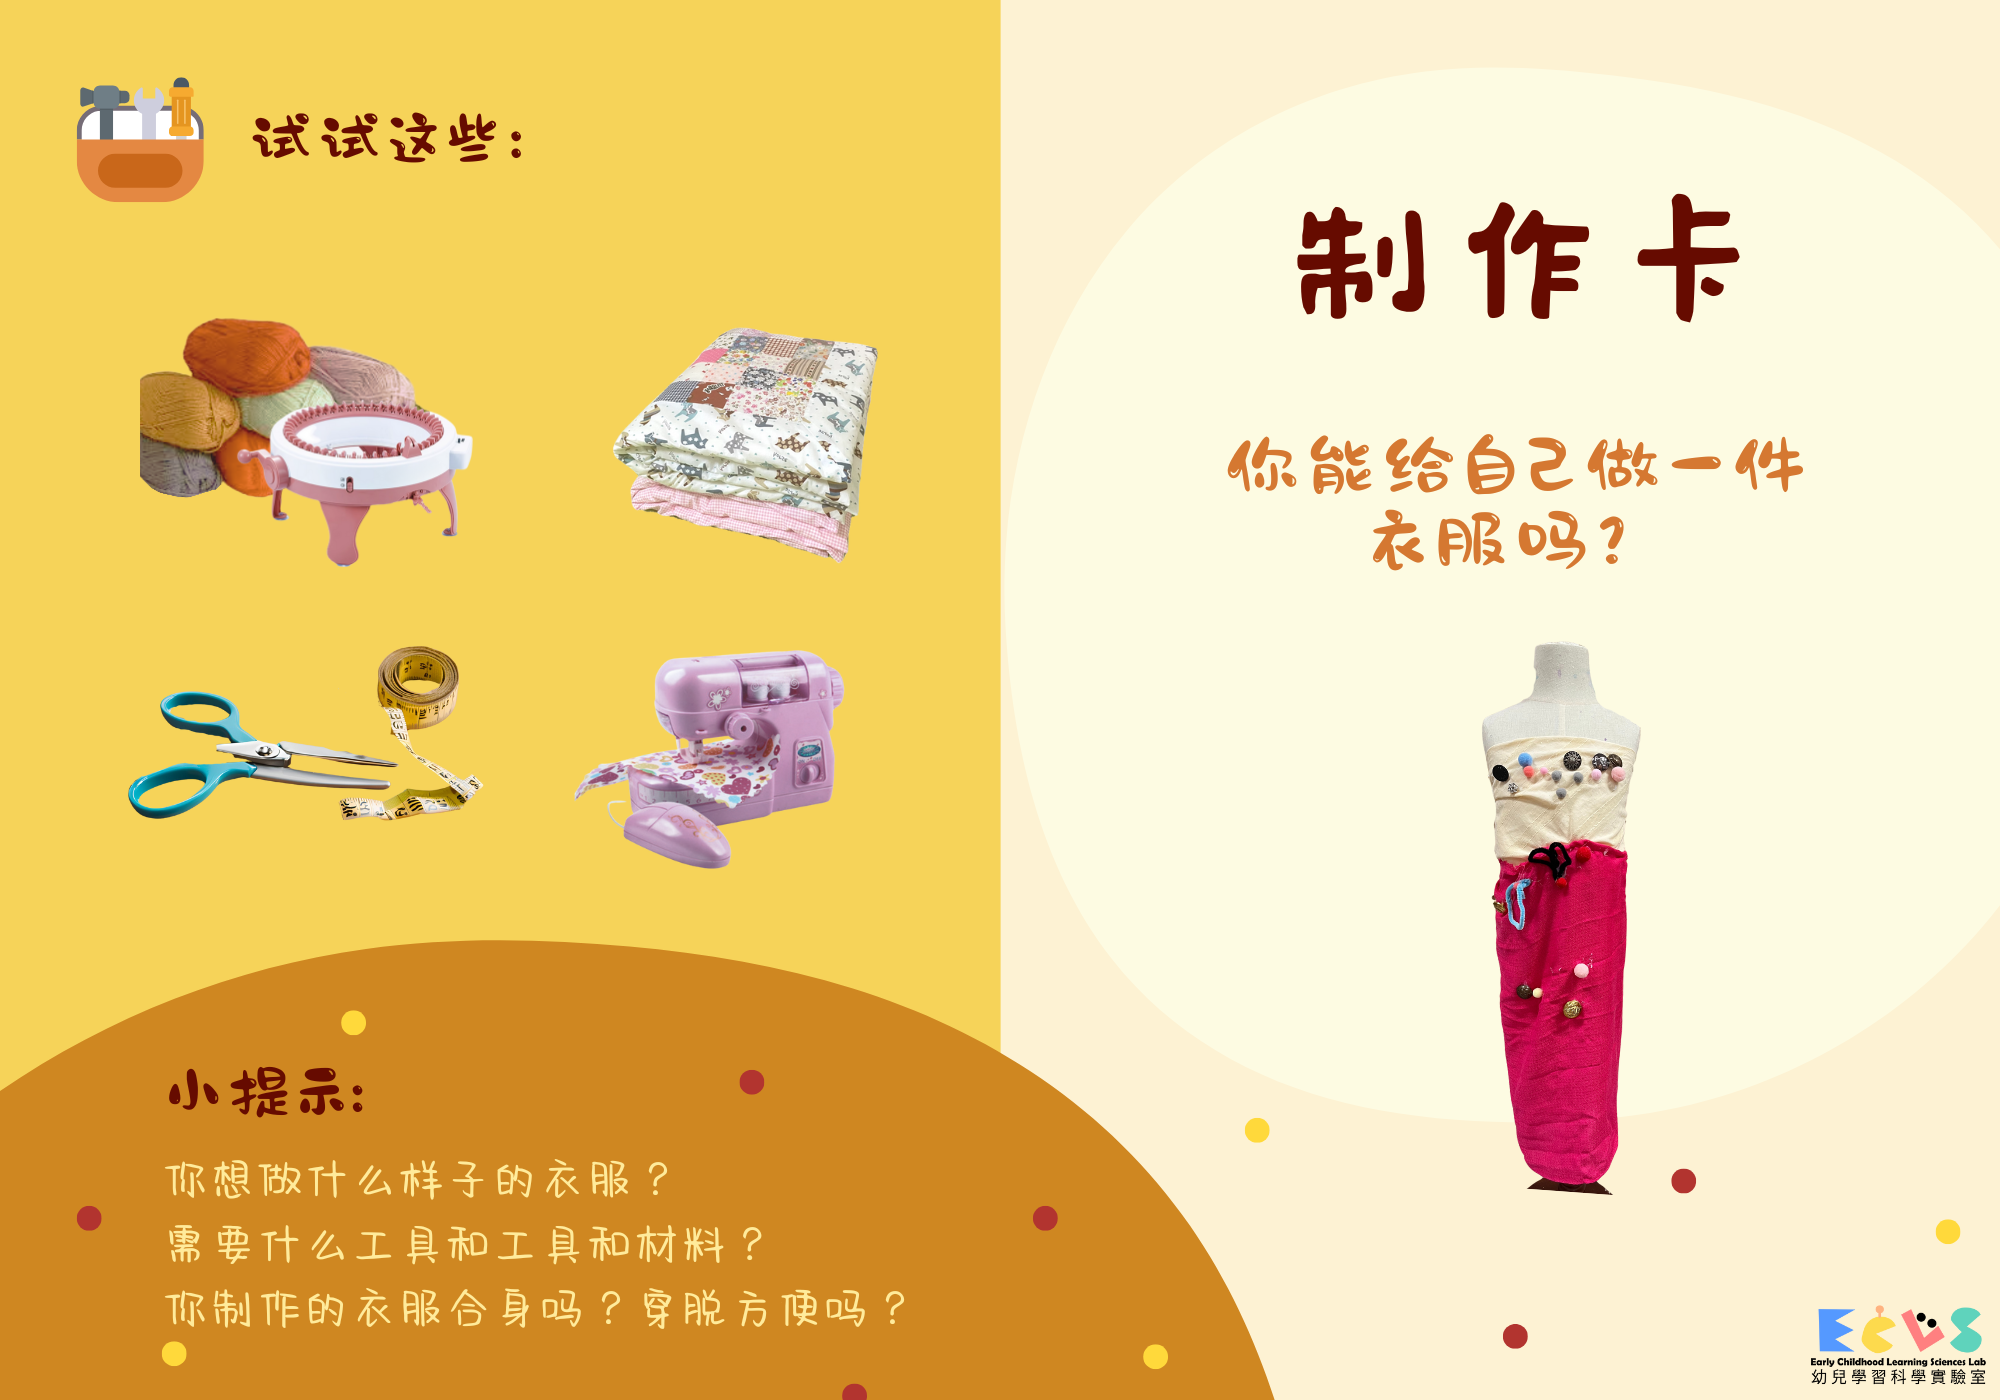 试试这些：
小提示：
你想做什么样子的衣服？
需要什么工具和工具和材料？
你制作的衣服合身吗？穿脱方便吗？
制作卡
你能给自己做一件
衣服吗？
ECLS
Early Childhood Learning Sciences Lab
幼兒學習科學實驗室